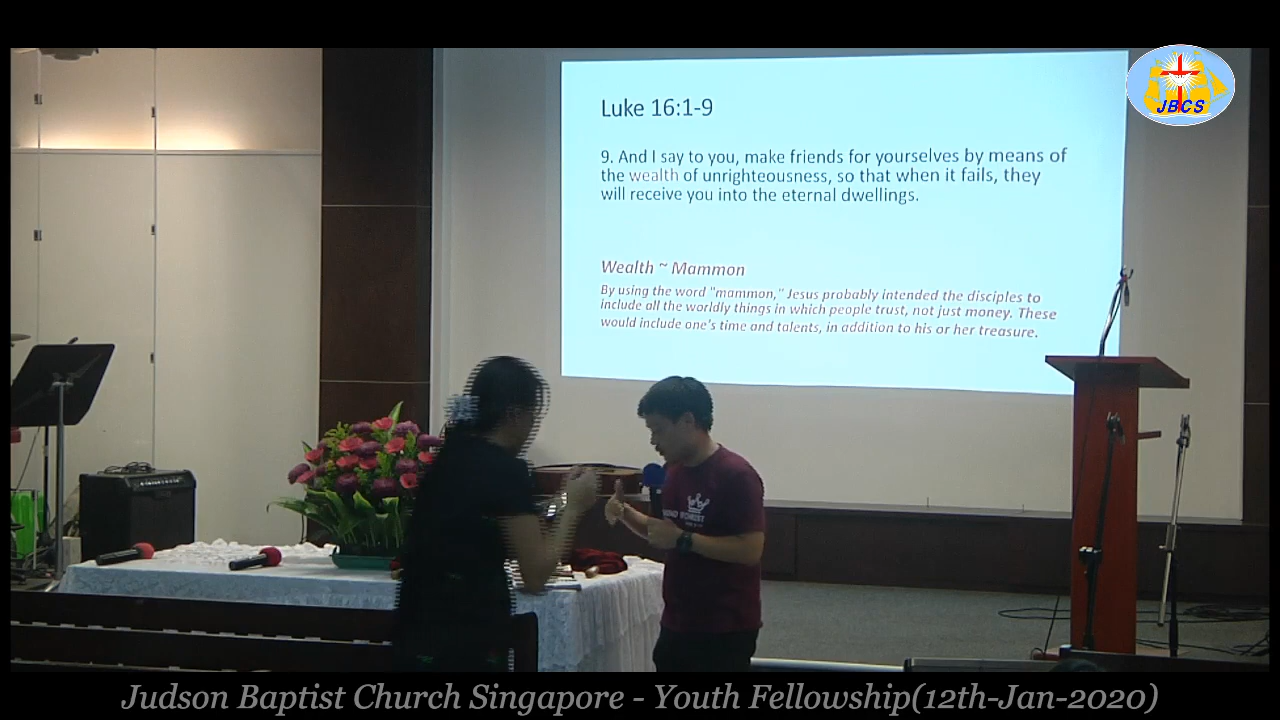 Luke 16:1-9
9. And I say to you, make friends for yourselves by means of
the wealth of unrighteousness, so that when it fails, they
will receive you into the eternal dwellings.
Wealth ~ Mammon
By using the word "mammon," Jesus probably intended the disciples to
include all the worldly things in which people trust, not just money. These
would include one's time and talents, in addition to his or her treasure.
JBCS
Judson Baptist Church Singapore - Youth Fellowship(12th-Jan-2020)